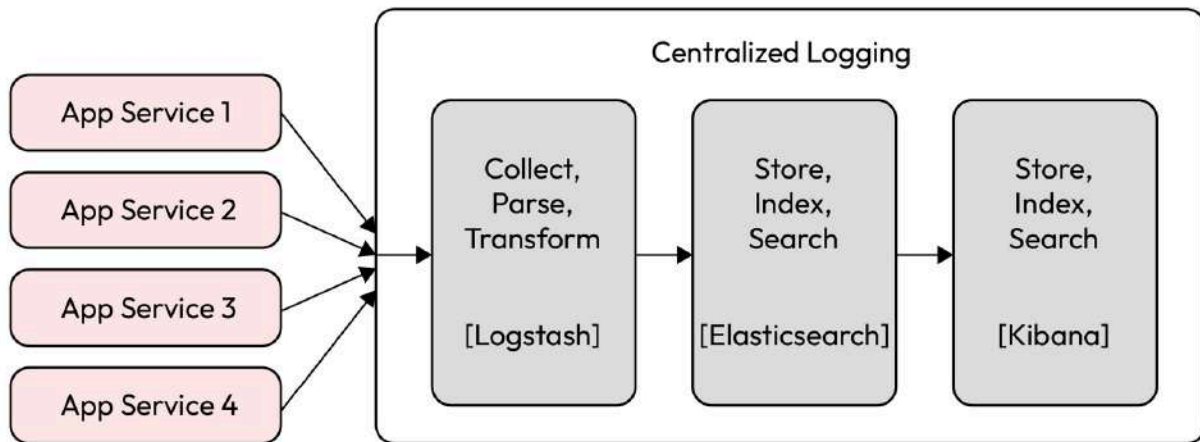 Centralized Logging
App Service 1
App Service 2
App Service 3
App Service 4
Collect,
Parse,
Transform
[Logstash]
Store,
Index,
Search
[Elasticsearch]
Store,
Index,
Search
[Kibana]